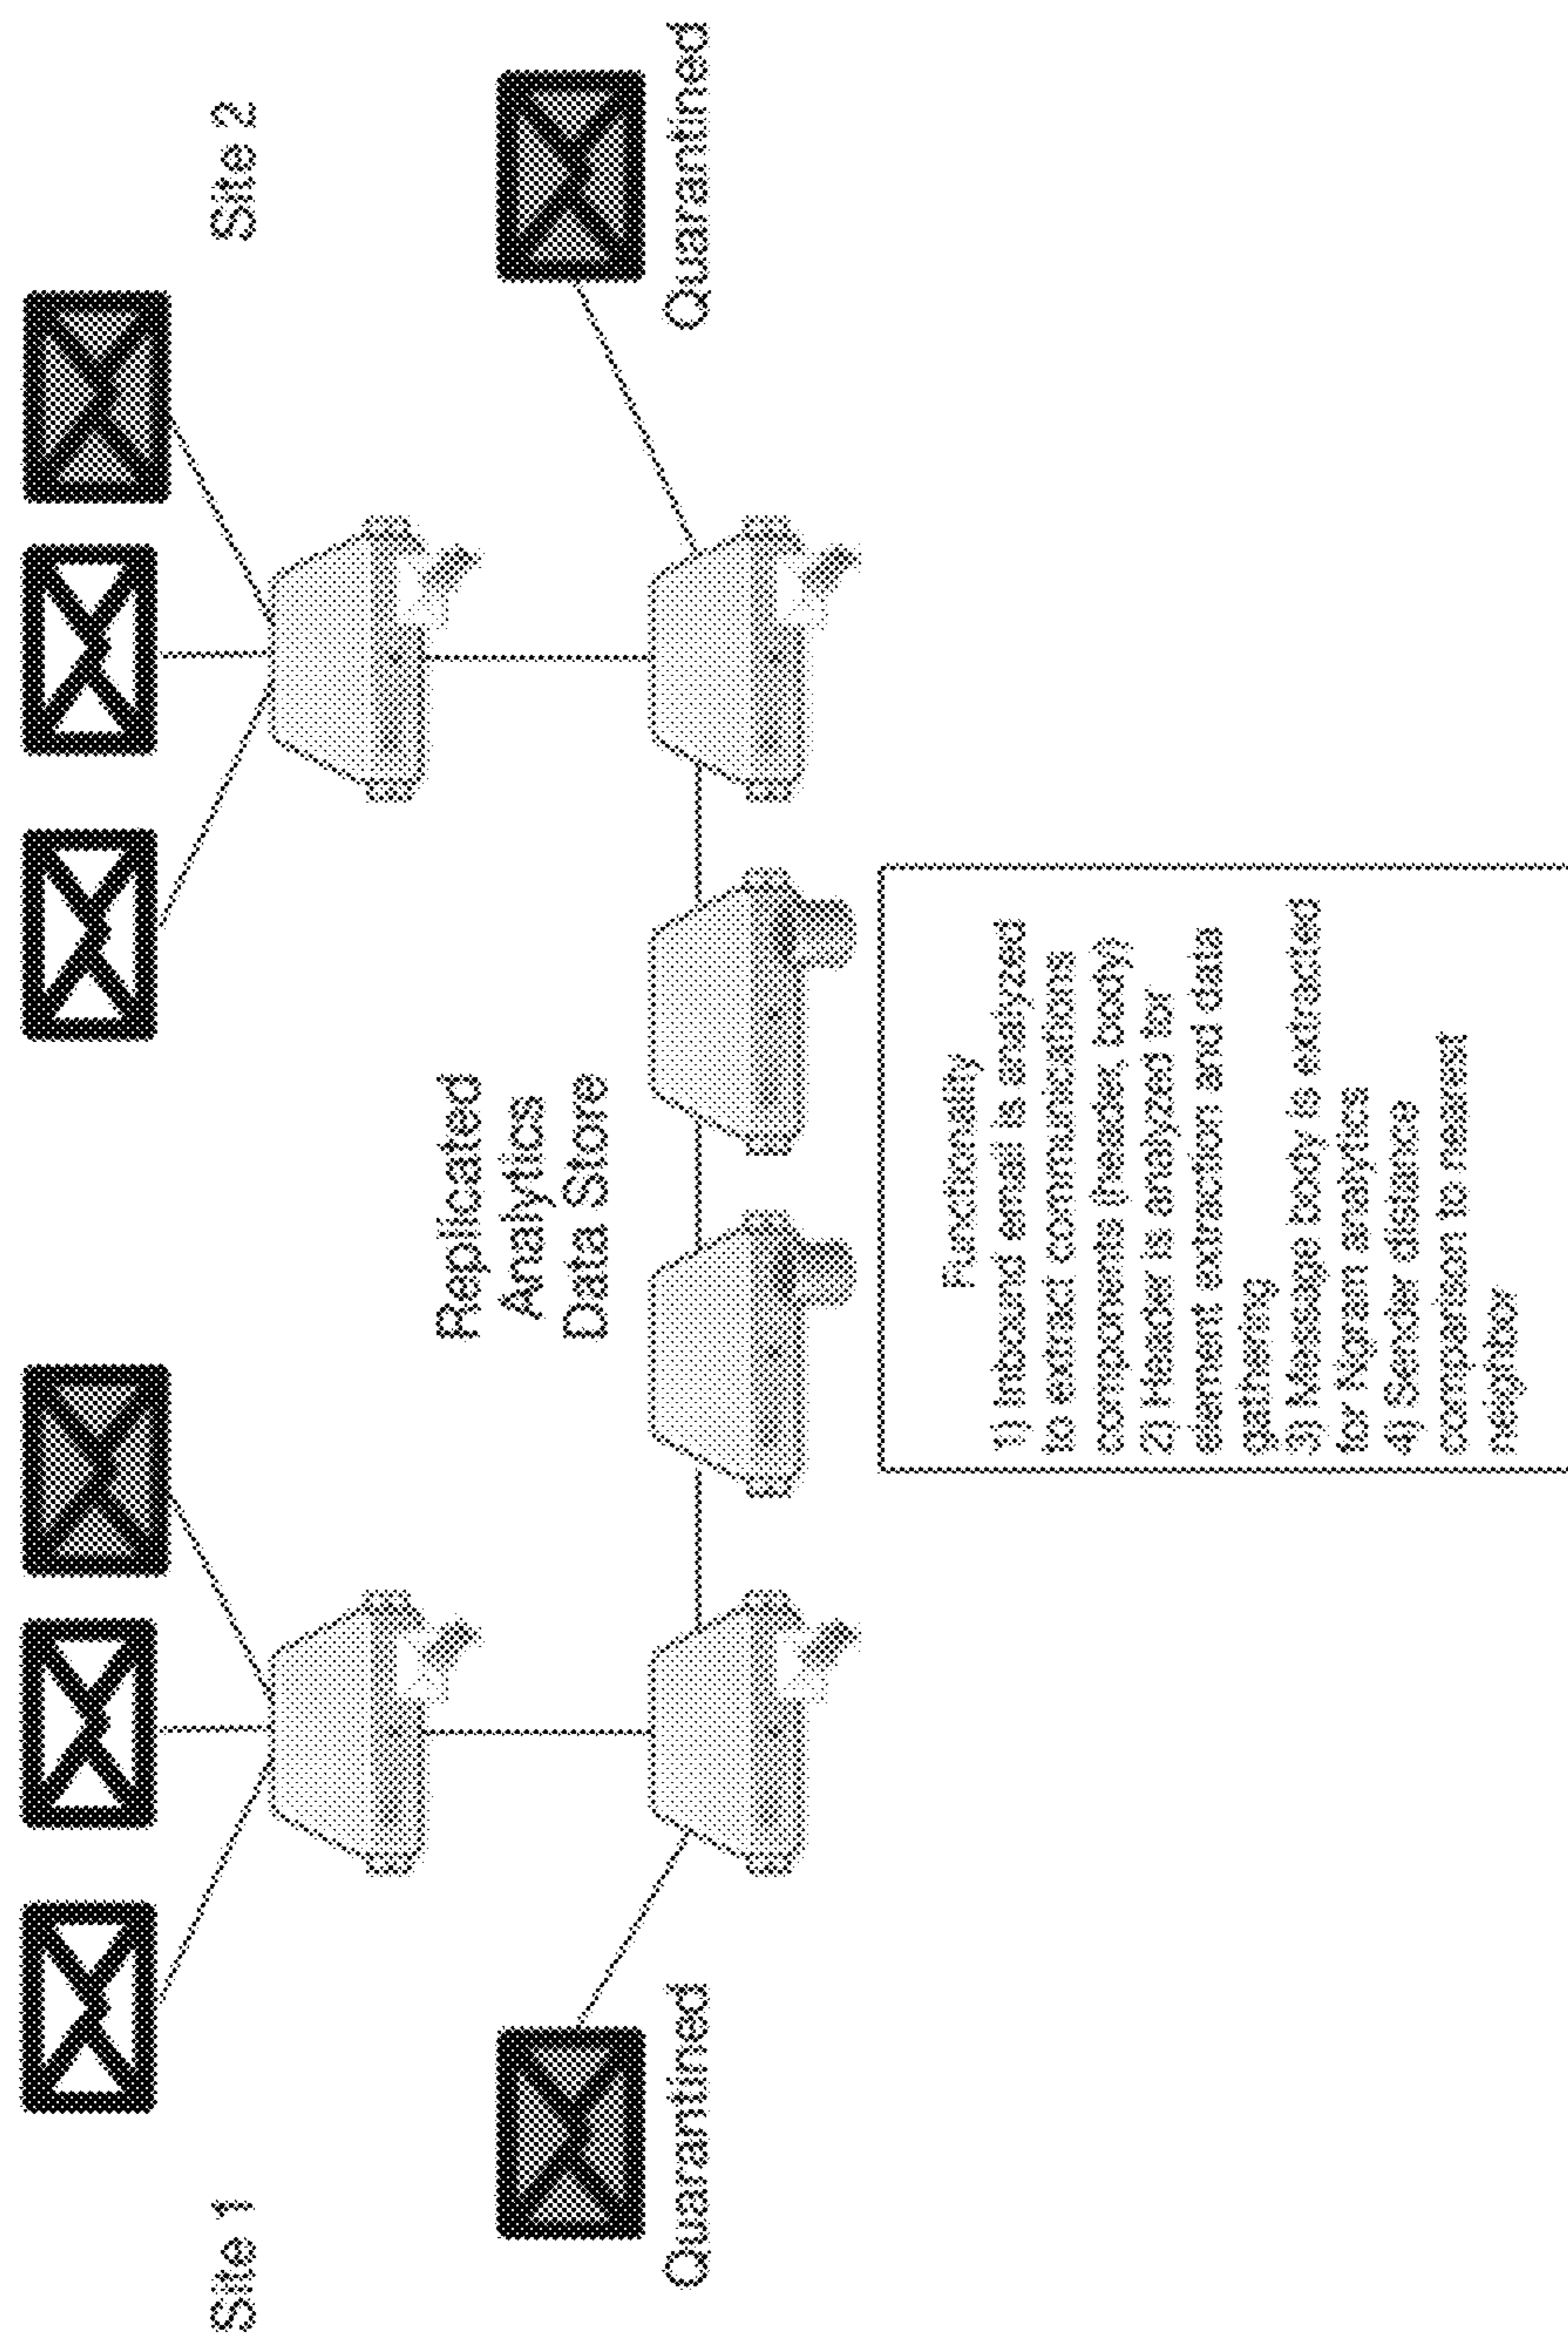 Site 1
Site 2
Replicated
Analytics
Data Store
Quarantined
Quarantined
Functionality
1) Inbound email is analyzed
to extract communications
components (header, body)
2) Header is analyzed for
element extraction and data
gathering
3) Message body is extracted
for Ngram analytics
4) Sender distance
comparison to nearest
neighbor